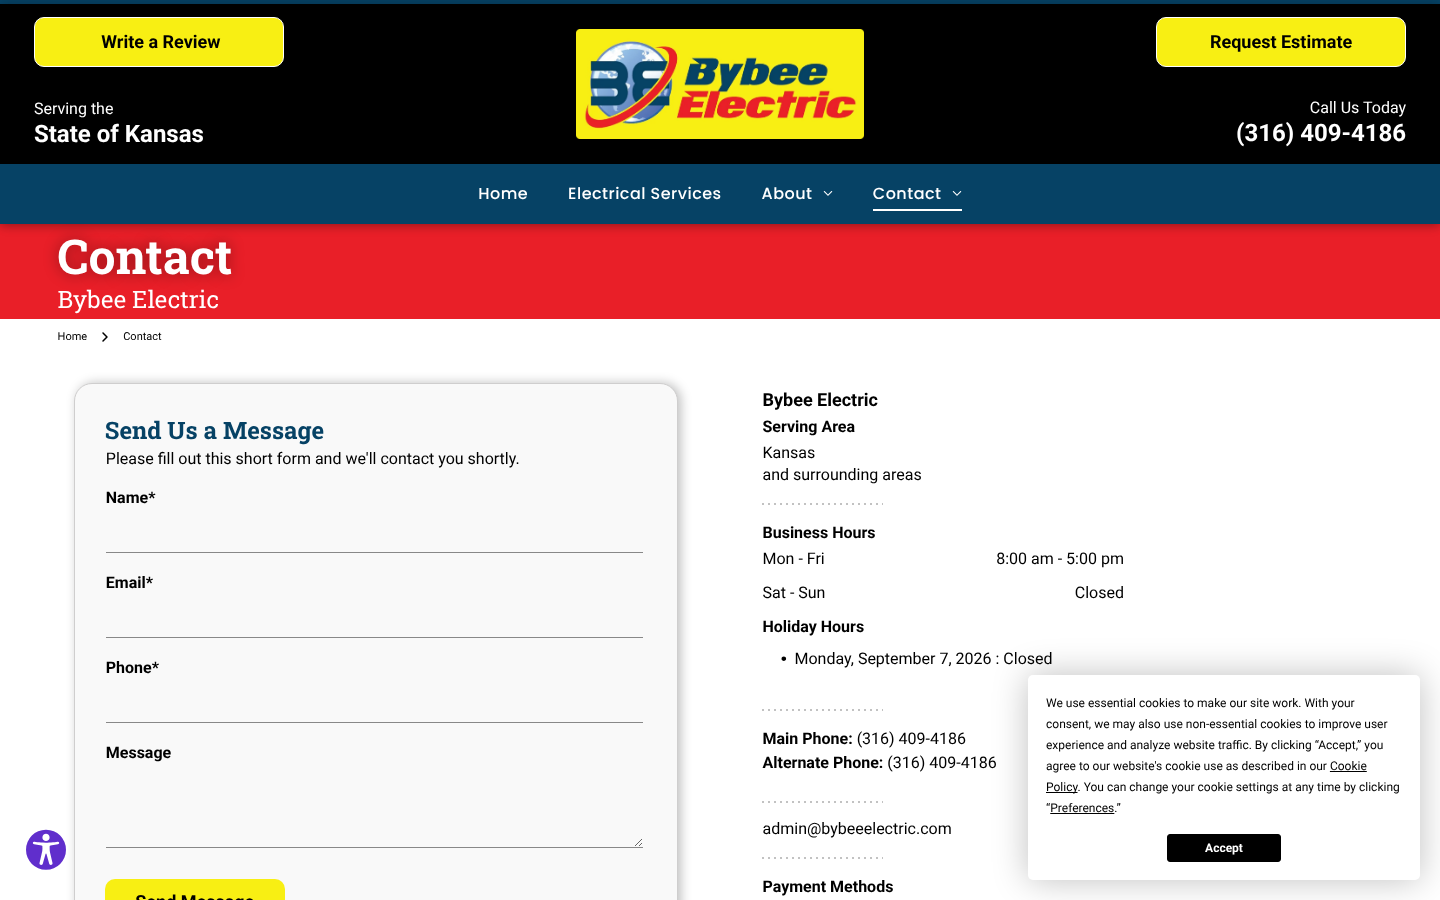 Write a Review
Serving the
State of Kansas
BE Bybee
Electric
Request Estimate
Call Us Today
(316) 409-4186
Home
Electrical Services
About
Contact
Contact
Bybee Electric
Home
Contact
Send Us a Message
Please fill out this short form and we'll contact you shortly.
Name*
Email*
Phone*
Message
Send Message
Bybee Electric
Serving Area
Kansas
and surrounding areas
Business Hours
Mon - Fri 8:00 am - 5:00 pm
Sat - Sun Closed
Holiday Hours
• Monday, September 7, 2026 : Closed
Main Phone: (316) 409-4186
Alternate Phone: (316) 409-4186
admin@bybeeelectric.com
Payment Methods
We use essential cookies to make our site work. With your
consent, we may also use non-essential cookies to improve user
experience and analyze website traffic. By clicking “Accept,” you
agree to our website's cookie use as described in our Cookie
Policy. You can change your cookie settings at any time by clicking
“Preferences.”
Accept